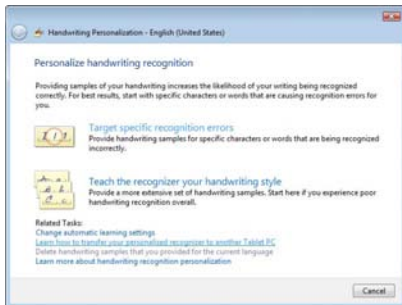 Handwriting Personalization - English (United States)
Personalize handwriting recognition
Providing samples of your handwriting increases the likelihood of your writing being recognized
correctly. For best results, start with specific characters or words that are causing recognition errors for
you.
Target specific recognition errors
Provide handwriting samples for specific characters or words that are being recognized
incorrectly.
Teach the recognizer your handwriting style
Provide a more extensive set of handwriting samples. Start here if you experience poor
handwriting recognition overall.
Related Tasks:
Change automatic learning settings
Learn how to transfer your personalized recognizer to another Tablet PC
Delete handwriting samples that you provided for the current language
Learn more about handwriting recognition personalization
Cancel